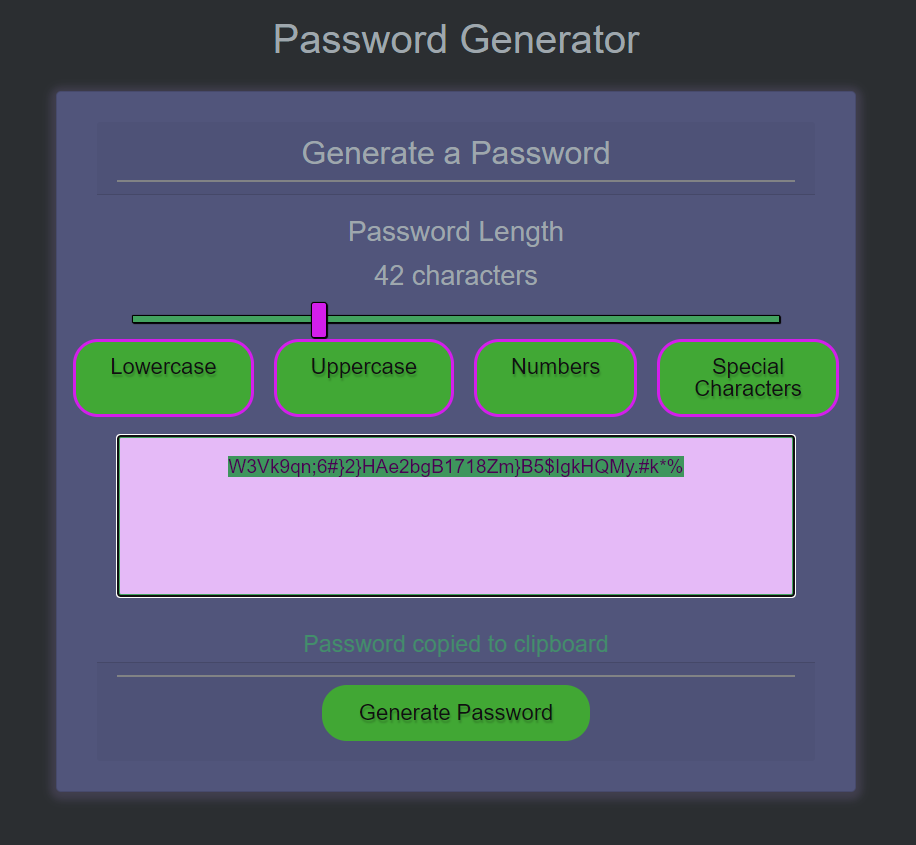 Password Generator
Generate a Password
Password Length
42 characters
Lowercase
Uppercase
Numbers
Special
Characters
W3Vk9qn;6#}2}HAe2bgB1718Zm}B5$IgkHQMy.#k*%
Password copied to clipboard
Generate Password